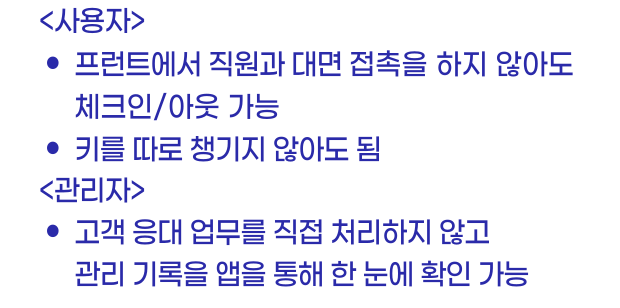 <사용자>
• 프런트에서 직원과 대면 접촉을 하지 않아도
체크인/아웃 가능
• 키를 따로 챙기지 않아도 됨
<관리자>
• 고객 응대 업무를 직접 처리하지 않고
관리 기록을 앱을 통해 한 눈에 확인 가능